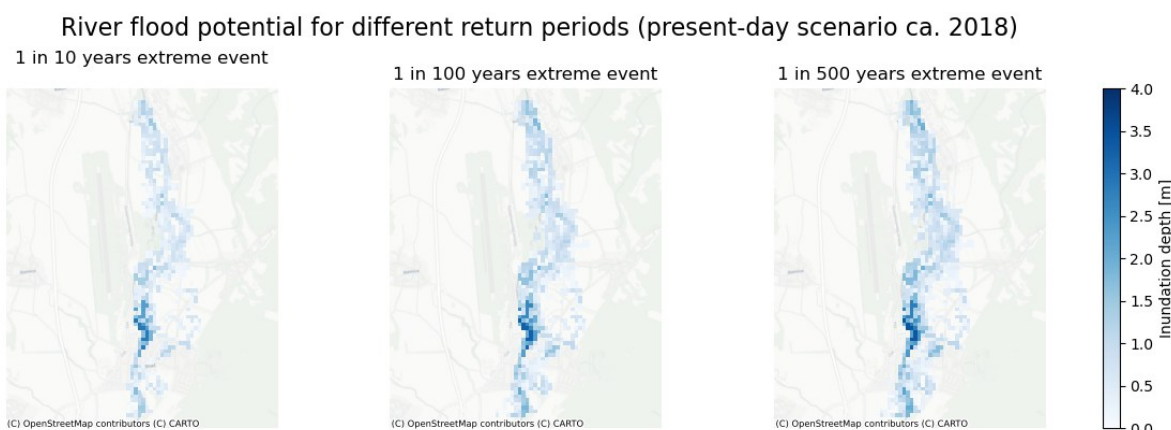 River flood potential for different return periods (present-day scenario ca. 2018)
1 in 10 years extreme event
1 in 100 years extreme event
1 in 500 years extreme event
4.0
3.5
3.0
2.5
2.0
1.5
1.0
0.5
0.0
Inundation depth [m]
(C) OpenStreetMap contributors (C) CARTO
(C) OpenStreetMap contributors (C) CARTO
(C) OpenStreetMap contributors (C) CARTO